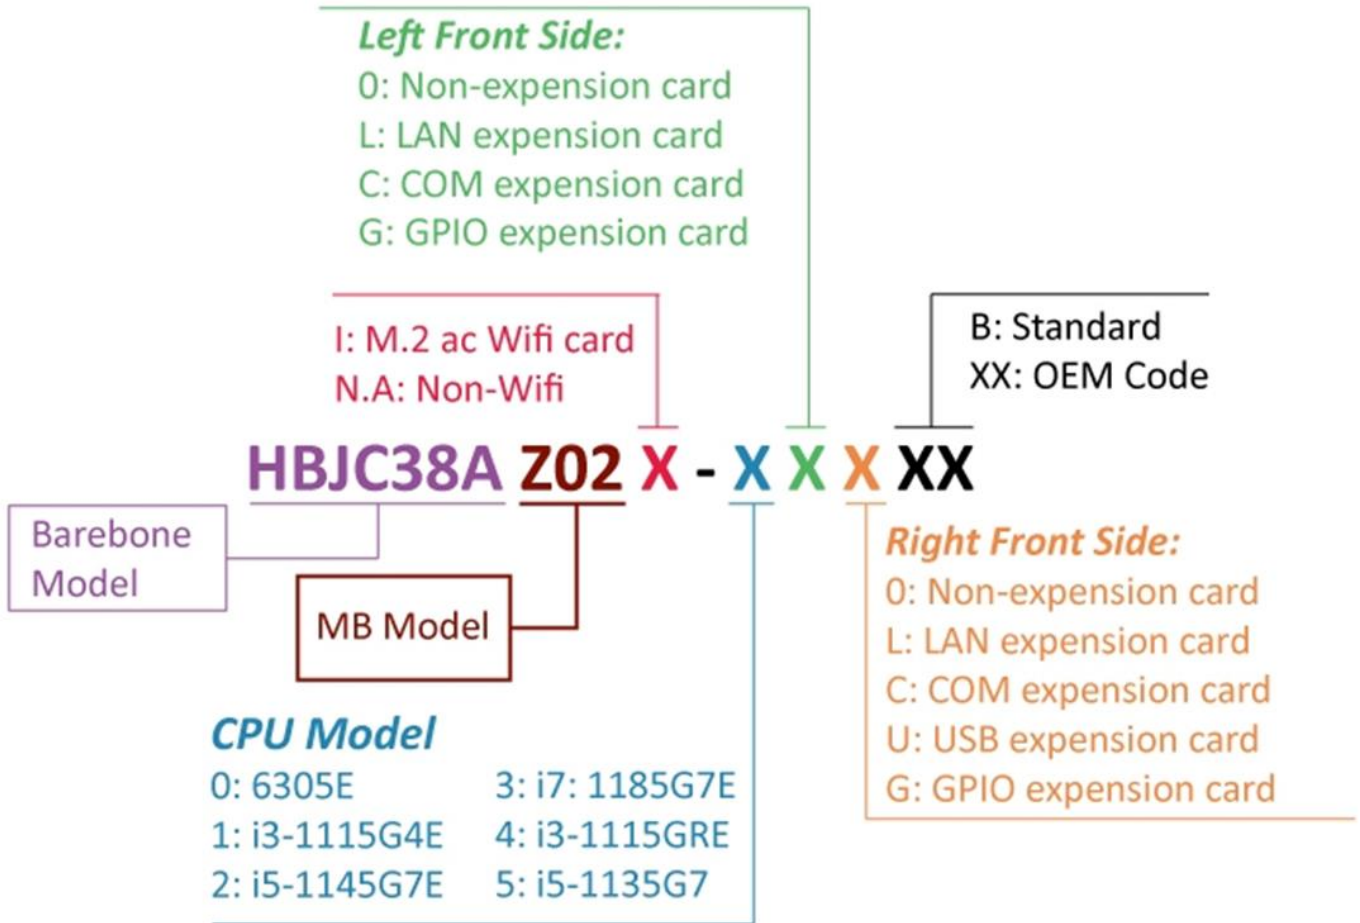 Left Front Side:
0: Non-expension card
L: LAN expension card
C: COM expension card
G: GPIO expension card
I: M.2 ac Wifi card
N.A: Non-Wifi
B: Standard
XX: OEM Code
HBJC38A Z02 X - X X X XX
Barebone
Model
MB Model
Right Front Side:
0: Non-expension card
L: LAN expension card
C: COM expension card
U: USB expension card
G: GPIO expension card
CPU Model
0: 6305E 3: i7: 1185G7E
1: i3-1115G4E 4: i3-1115GRE
2: i5-1145G7E 5: i5-1135G7